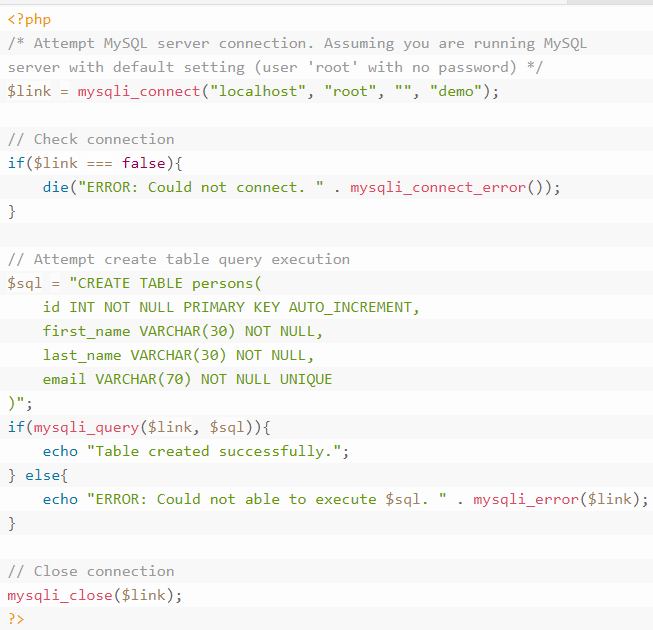 <?php
/* Attempt MySQL server connection. Assuming you are running MySQL
server with default setting (user 'root' with no password) */
$link = mysqli_connect("localhost", "root", "", "demo");
// Check connection
if($link === false){
    die("ERROR: Could not connect. " . mysqli_connect_error());
}
// Attempt create table query execution
$sql = "CREATE TABLE persons(
    id INT NOT NULL PRIMARY KEY AUTO_INCREMENT,
    first_name VARCHAR(30) NOT NULL,
    last_name VARCHAR(30) NOT NULL,
    email VARCHAR(70) NOT NULL UNIQUE
)";
if(mysqli_query($link, $sql)){
    echo "Table created successfully.";
} else{
    echo "ERROR: Could not able to execute $sql. " . mysqli_error($link);
}
// Close connection
mysqli_close($link);
?>